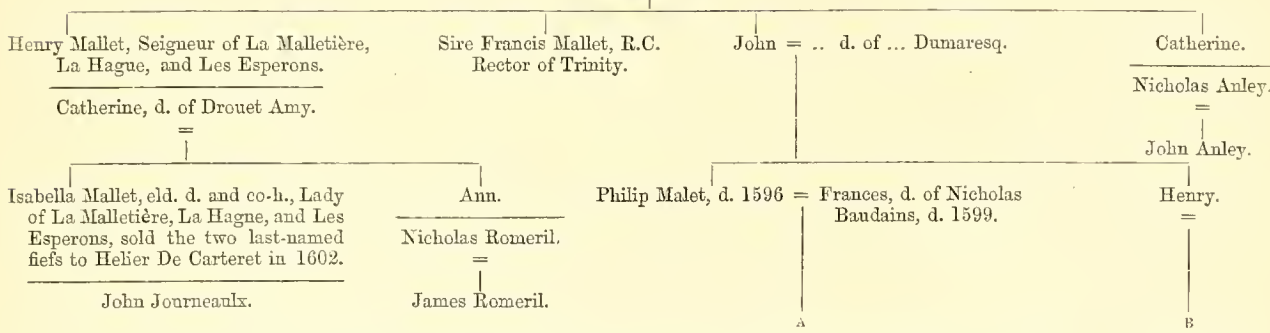 Henry Mallet, Seigneur of La Malletière,
La Hague, and Les Esperons.
Catherine, d. of Drouet Amy.
=
Sire Francis Mallet, R.C.
Rector of Trinity.
John = .. d. of ... Dumaresq.
Catherine.
Nicholas Anley.
=
John Anley.
Isabella Mallet, eld. d. and co-h., Lady
of La Malletière, La Hagne, and Les
Esperons, sold the two last-named
fiefs to Helier De Carteret in 1602.
John Journeaulx.
Ann.
Nicholas Romeril.
=
James Romeril.
Philip Malet, d. 1596 = Frances, d. of Nicholas
Baudains, d. 1599.
Henry.
=
A
B